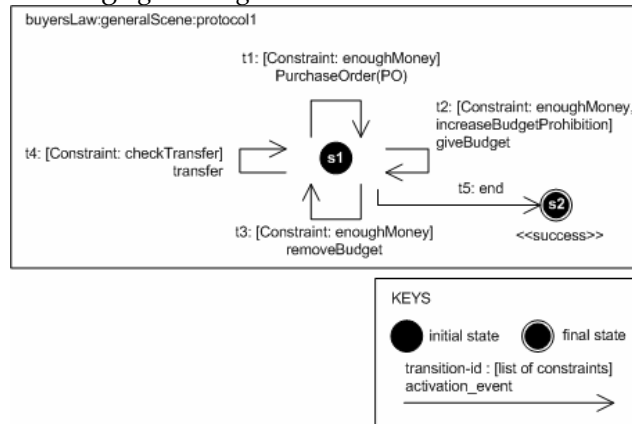 buyersLaw:generalScene:protocol1
t1: [Constraint: enoughMoney]
PurchaseOrder(PO)
t2: [Constraint: enoughMoney,
increaseBudgetProhibition]
giveBudget
t4: [Constraint: checkTransfer]
transfer
s1
t5: end
s2
<<success>>
t3: [Constraint: enoughMoney]
removeBudget
KEYS
initial state
final state
transition-id : [list of constraints]
activation_event